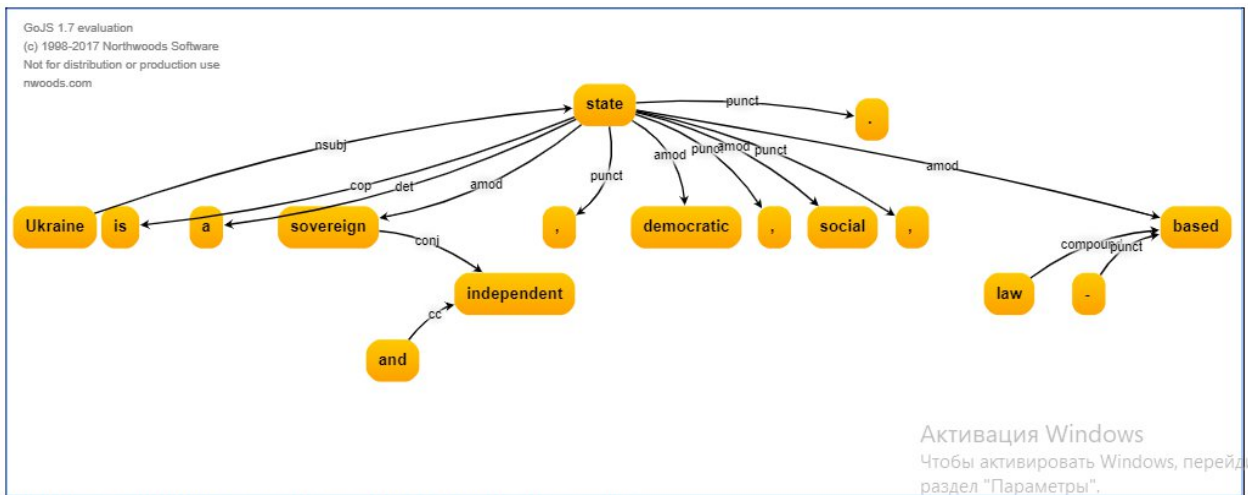 GoJS 1.7 evaluation
(c) 1998-2017 Northwoods Software
Not for distribution or production use
nwoods.com
state
punct
.
nsubj
cop
det
amod
punct
amod
punct
amod
punct
amod
Ukraine
is
a
sovereign
,
democratic
,
social
,
based
conj
compound
punct
independent
law
-
cc
and
Активация Windows
Чтобы активировать Windows, перейди
раздел "Параметры".